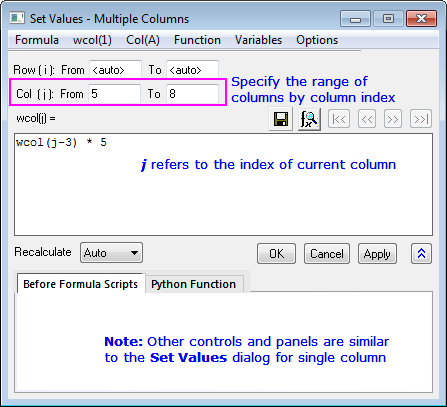 Set Values - Multiple Columns
Formula wcol(1) Col(A) Function Variables Options
Row(i): From <auto> To <auto>
Col (j): From 5 To 8
Specify the range of
columns by column index
wcol(j) =
wcol(j-3) * 5
j refers to the index of current column
Recalculate Auto OK Cancel Apply
Before Formula Scripts Python Function
Note: Other controls and panels are similar
to the Set Values dialog for single column